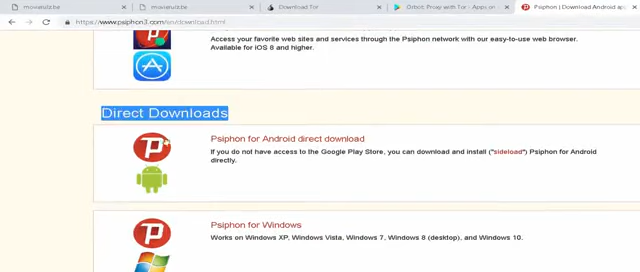 movierulz.be
movierulz.be
Download Tor
Orbot: Proxy with Tor - Apps on
Psiphon | Download Android ap
https://www.psiphon3.com/en/download.html
Access your favorite web sites and services through the Psiphon network with our easy-to-use web browser.
Available for iOS 8 and higher.
Direct Downloads
Psiphon for Android direct download
If you do not have access to the Google Play Store, you can download and install ("sideload") Psiphon for Android
directly.
Psiphon for Windows
Works on Windows XP, Windows Vista, Windows 7, Windows 8 (desktop), and Windows 10.